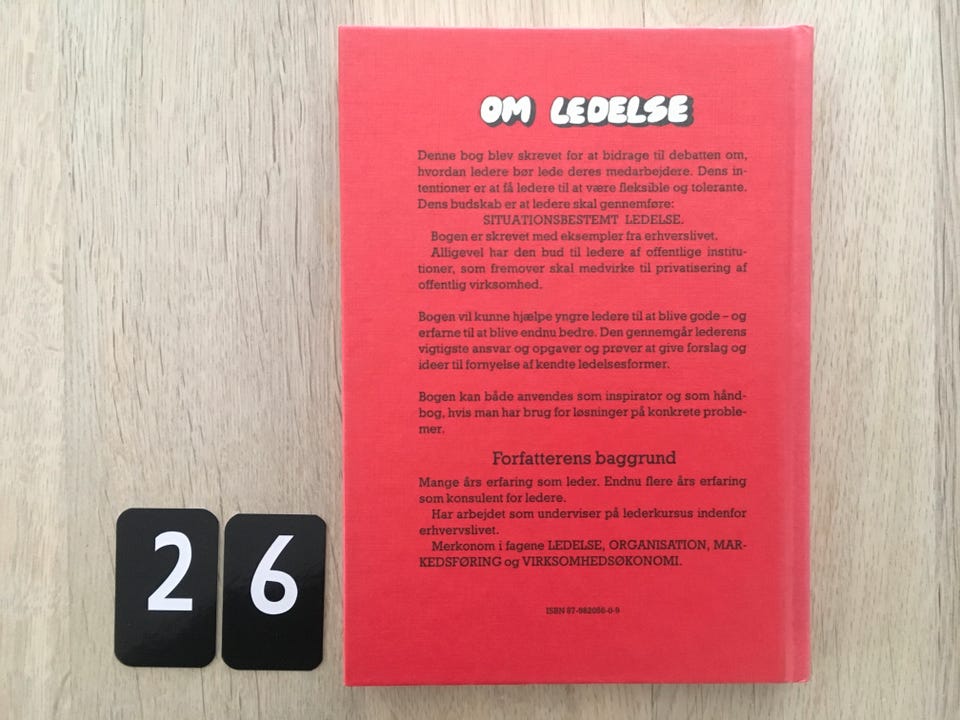 OM LEDELSE
Denne bog blev skrevet for at bidrage til debatten om,
hvordan ledere bør lede deres medarbejdere. Dens in-
tentioner er at få ledere til at være fleksible og tolerante.
Dens budskab er at ledere skal gennemføre:
SITUATIONSBESTEMT LEDELSE.
Bogen er skrevet med eksempler fra erhverslivet.
Alligevel har den bud til ledere af offentlige institu-
tioner, som fremover skal medvirke til privatisering af
offentlig virksomhed.
Bogen vil kunne hjælpe yngre ledere til at blive gode – og
erfarne til at blive endnu bedre. Den gennemgår lederens
vigtigste ansvar og opgaver og prøver at give forslag og
ideer til fornyelse af kendte ledelsesformer.
Bogen kan både anvendes som inspirator og som hånd-
bog, hvis man har brug for løsninger på konkrete proble-
mer.
Forfatterens baggrund
Mange års erfaring som leder. Endnu flere års erfaring
som konsulent for ledere.
Har arbejdet som underviser på lederkursus indenfor
erhvervslivet.
Merkonom i fagene LEDELSE, ORGANISATION, MAR-
KEDSFØRING og VIRKSOMHEDSØKONOMI.
ISBN 87-982056-0-9
26